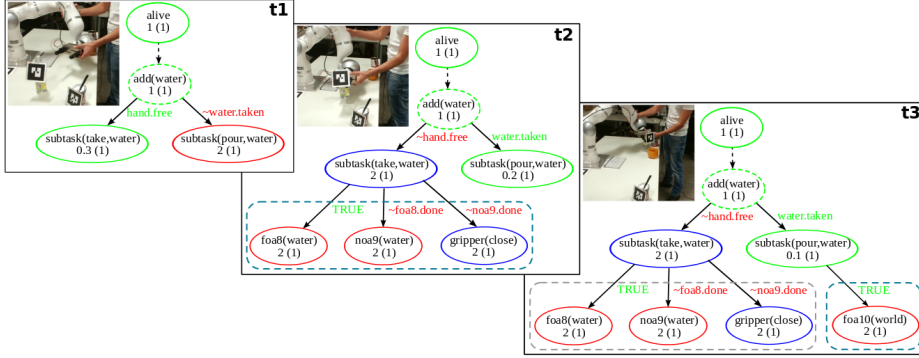 t1
alive
1 (1)
add(water)
1 (1)
hand.free
~water.taken
subtask(take,water)
0.3 (1)
subtask(pour,water)
2 (1)
t2
alive
1 (1)
add(water)
1 (1)
~hand.free
water.taken
subtask(take,water)
2 (1)
subtask(pour,water)
0.2 (1)
TRUE
~foa8.done
~noa9.done
foa8(water)
2 (1)
noa9(water)
2 (1)
gripper(close)
2 (1)
t3
alive
1 (1)
add(water)
1 (1)
~hand.free
water.taken
subtask(take,water)
2 (1)
subtask(pour,water)
0.1 (1)
TRUE
~foa8.done
~noa9.done
TRUE
foa8(water)
2 (1)
noa9(water)
2 (1)
gripper(close)
2 (1)
foa10(world)
2 (1)